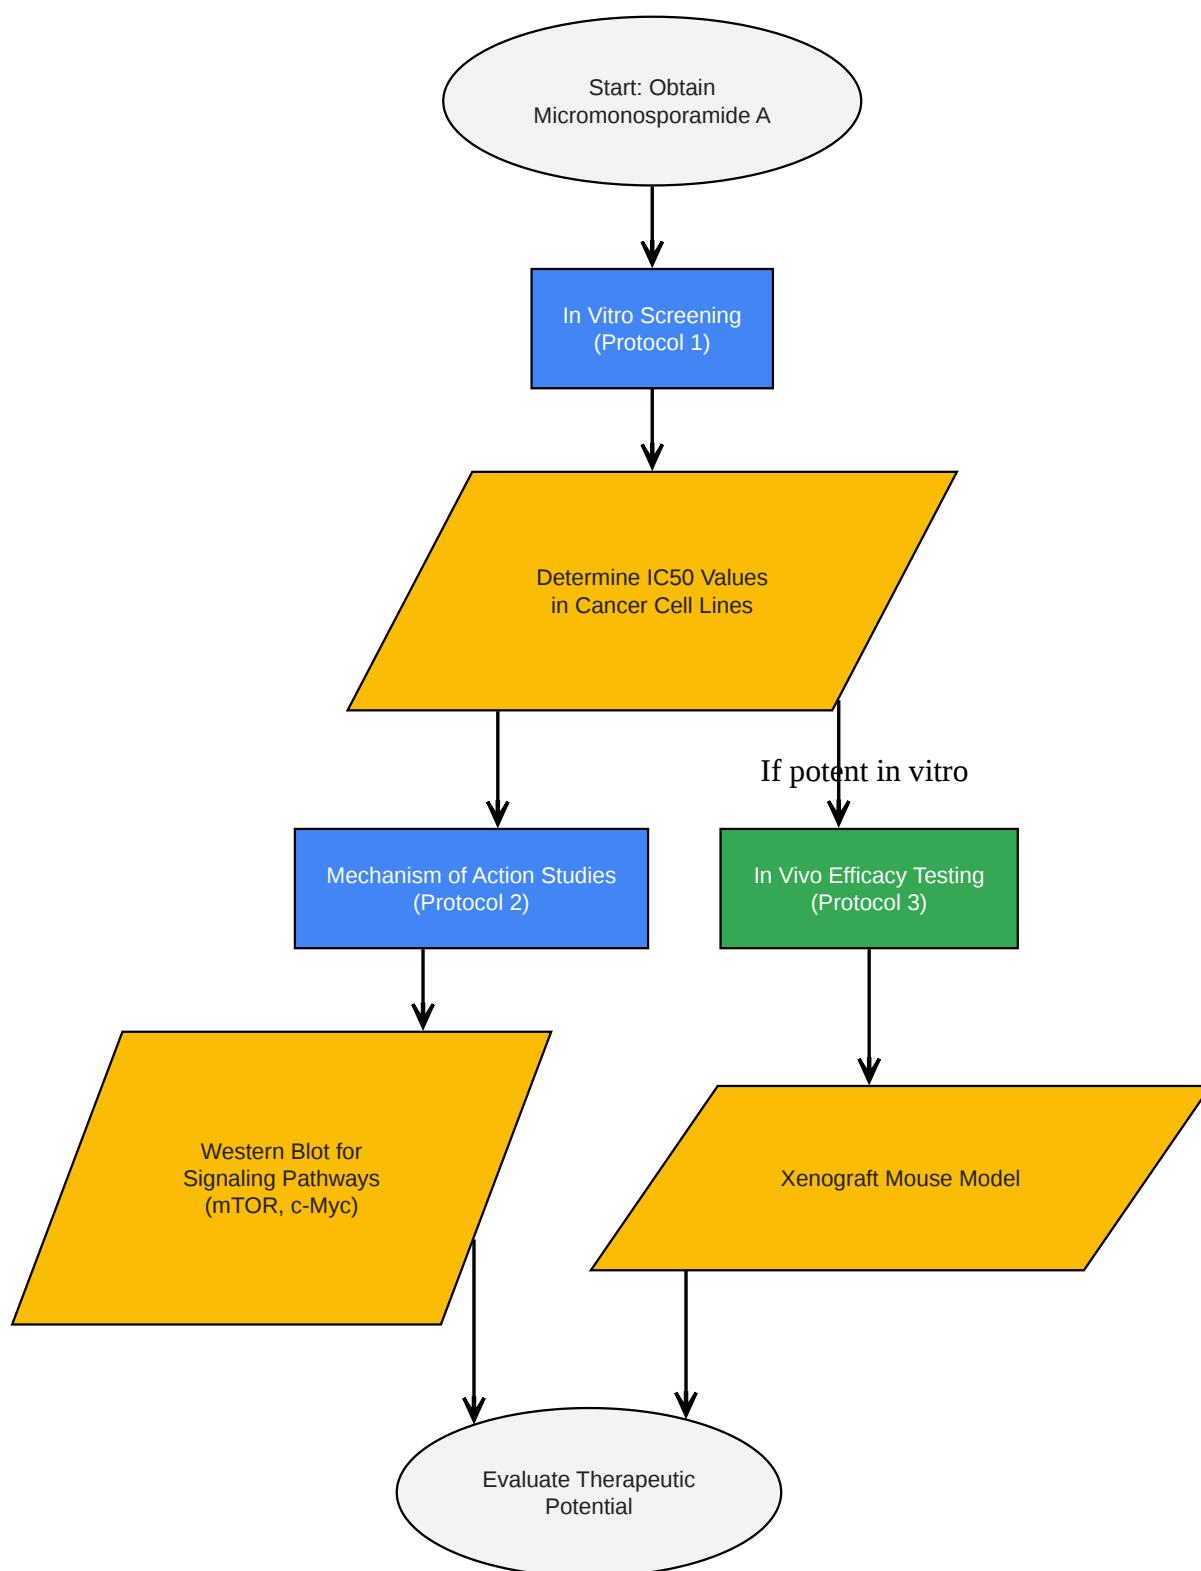 Start: Obtain
Micromonosporamide A
In Vitro Screening
(Protocol 1)
Determine IC50 Values
in Cancer Cell Lines
If potent in vitro
Mechanism of Action Studies
(Protocol 2)
In Vivo Efficacy Testing
(Protocol 3)
Western Blot for
Signaling Pathways
(mTOR, c-Myc)
Xenograft Mouse Model
Evaluate Therapeutic
Potential